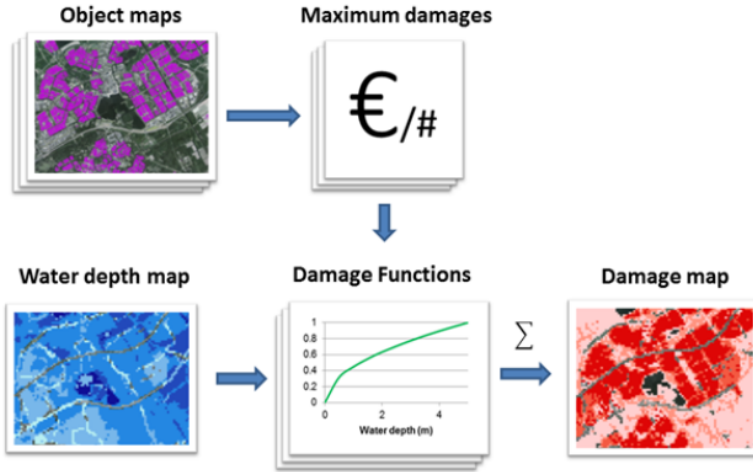 Object maps
Maximum damages
€/#
Water depth map
Damage Functions
Damage map
1
0.8
0.6
0.4
0.2
0
0 2 4
Water depth (m)
∑